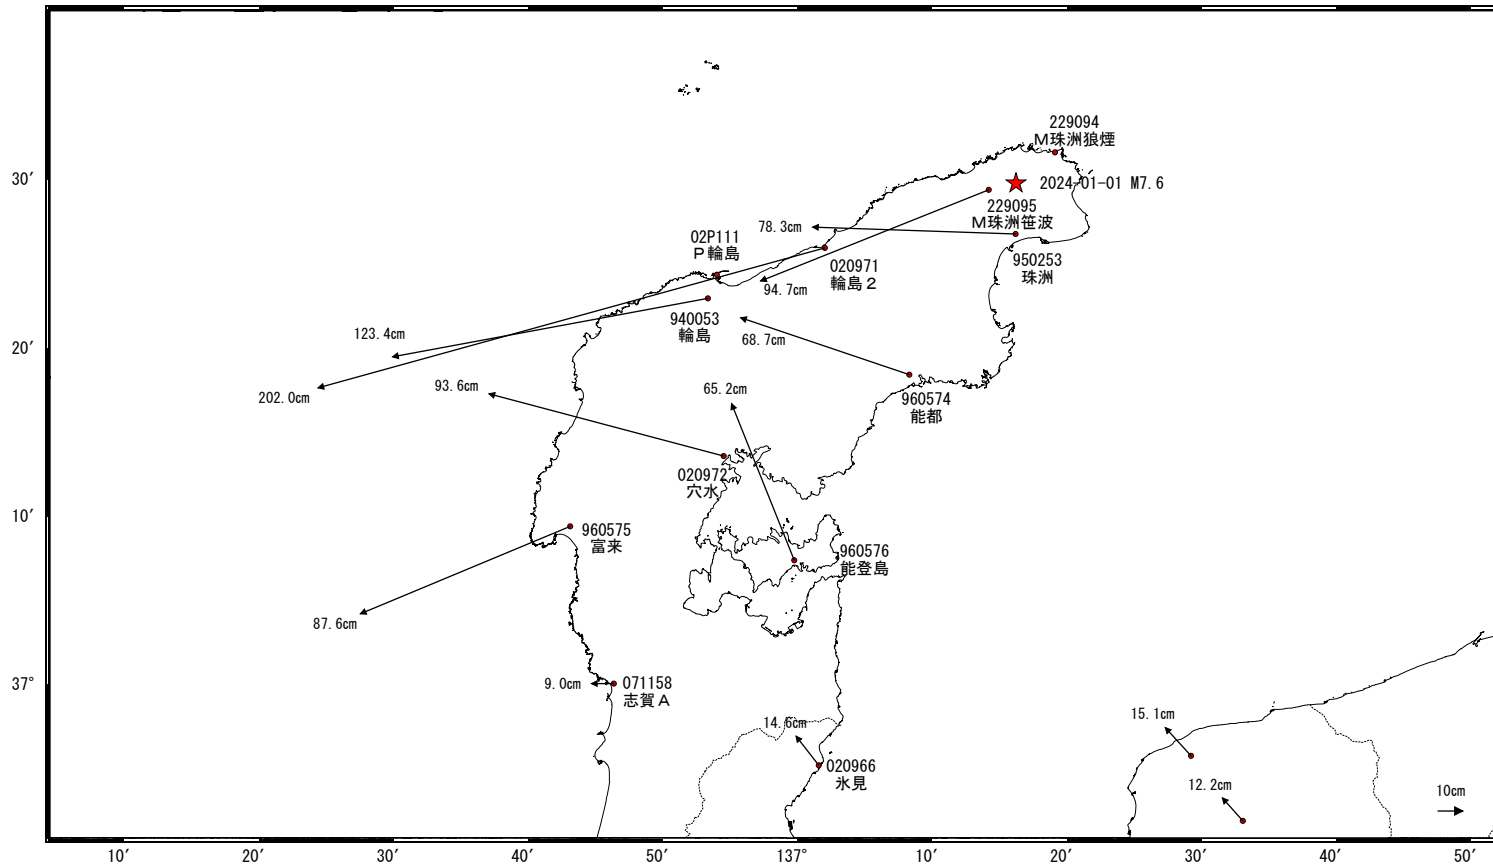 229094
Ｍ珠洲狼煙
30′
2024-01-01 M7.6
229095
Ｍ珠洲笹波
78.3cm
02P111
Ｐ輪島
950253
珠洲
020971
輪島２
94.7cm
940053
輪島
123.4cm
68.7cm
20′
202.0cm
93.6cm
65.2cm
960574
能都
020972
穴水
10′
960575
富来
960576
能登島
87.6cm
37°
9.0cm
071158
志賀Ａ
14.6cm
15.1cm
020966
氷見
12.2cm
10cm
10′ 20′ 30′ 40′ 50′ 137° 10′ 20′ 30′ 40′ 50′